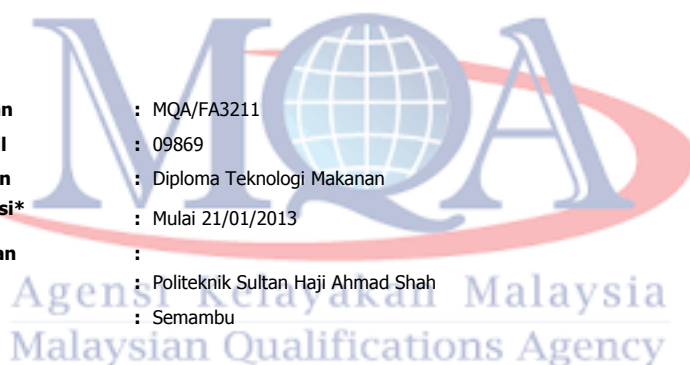 MQA
an : MQA/FA3211
l : 09869
n : Diploma Teknologi Makanan
si* : Mulai 21/01/2013
an :
: Politeknik Sultan Haji Ahmad Shah
Agensi Kelayakan Malaysia
: Semambu
Malaysian Qualifications Agency